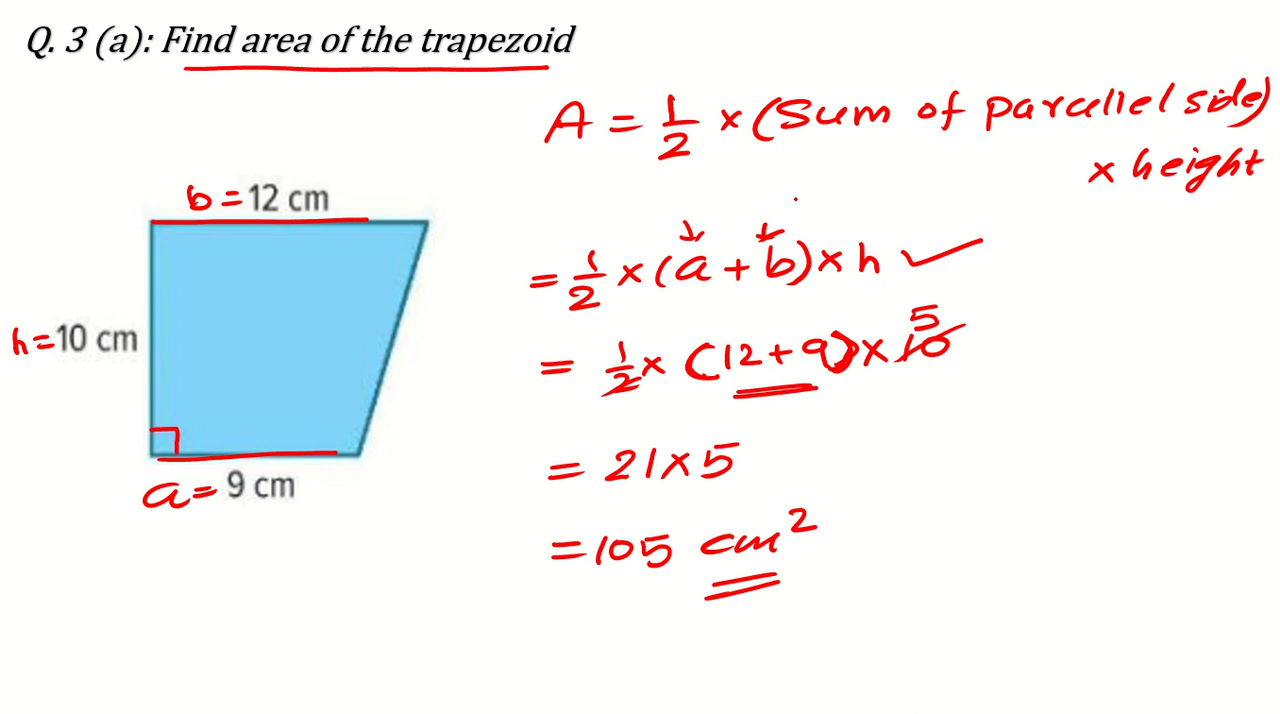 Q. 3 (a): Find area of the trapezoid
A = 1/2 × (Sum of parallel side)
× height
b = 12 cm
= 1/2 × (a + b) × h ✓
h = 10 cm
5
= 1/2 × (12 + 9) × 10
= 21 × 5
a = 9 cm
= 105 cm²